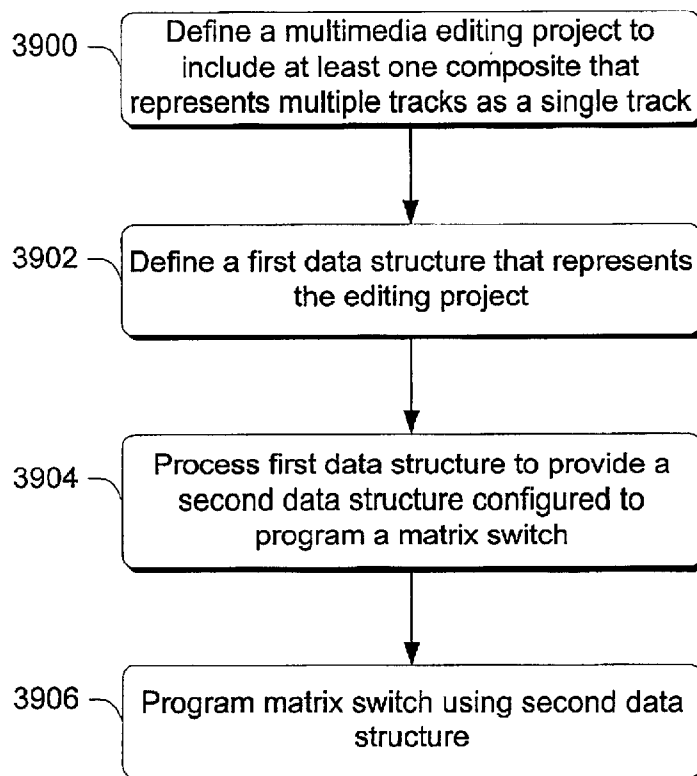 3900
Define a multimedia editing project to
include at least one composite that
represents multiple tracks as a single track
3902
Define a first data structure that represents
the editing project
3904
Process first data structure to provide a
second data structure configured to
program a matrix switch
3906
Program matrix switch using second data
structure